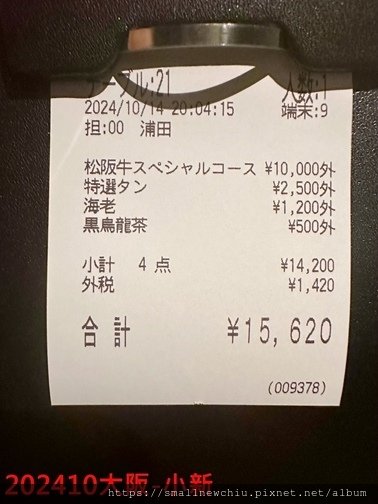 テーブル:21 人数:1
2024/10/14 20:04:15 端末:9
担:00 浦田
松阪牛スペシャルコース ¥10,000外
特選タン ¥2,500外
海老 ¥1,200外
黒烏龍茶 ¥500外
小計 4 点 ¥14,200
外税 ¥1,420
合 計 ¥15,620
(009378)
202410大阪-小新
https://smallnewchiu.pixnet.net/album